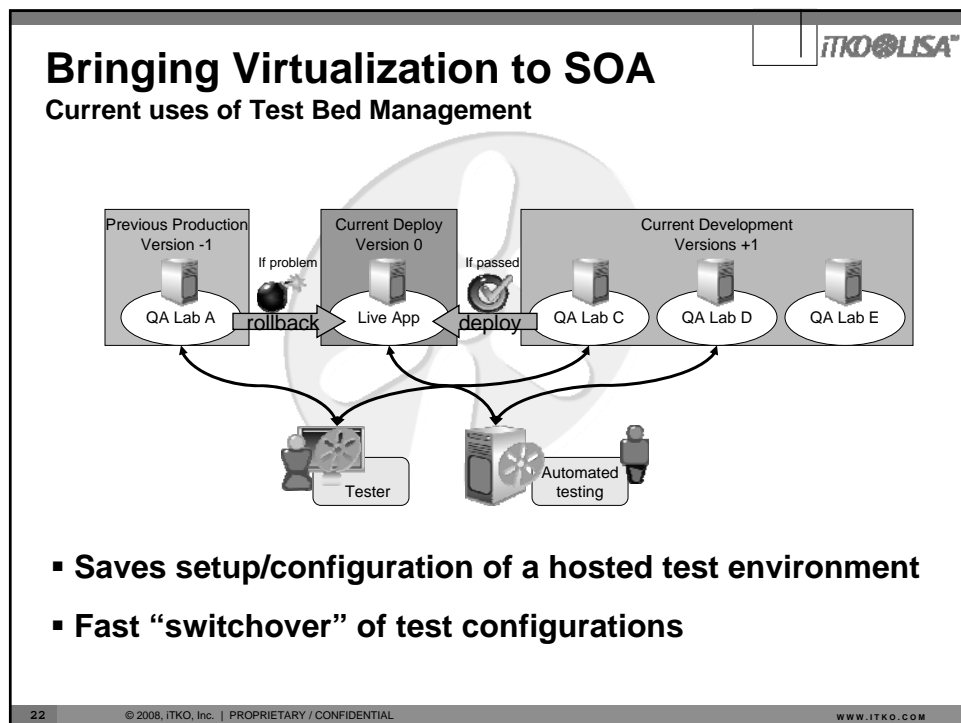 iTKO LISA™
Bringing Virtualization to SOA
Current uses of Test Bed Management
Previous Production
Version -1
Current Deploy
Version 0
Current Development
Versions +1
If problem
If passed
QA Lab A
rollback
Live App
deploy
QA Lab C
QA Lab D
QA Lab E
Tester
Automated
testing
▪ Saves setup/configuration of a hosted test environment
▪ Fast “switchover” of test configurations
22 © 2008, iTKO, Inc. | PROPRIETARY / CONFIDENTIAL WWW.ITKO.COM